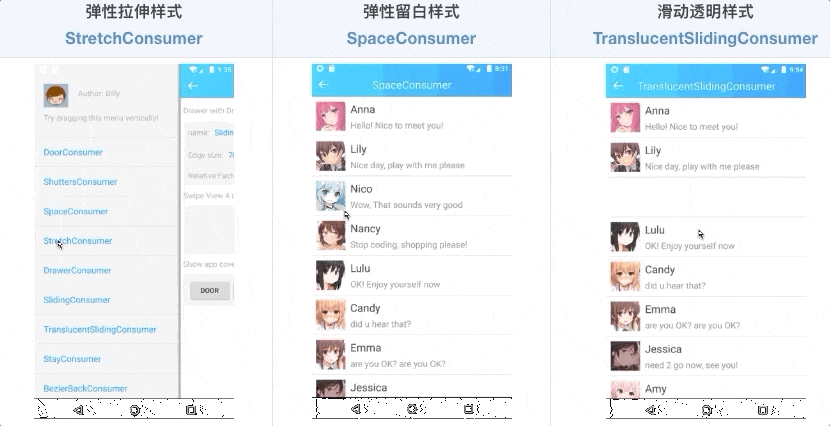 弹性拉伸样式
StretchConsumer
9:35
Author: Billy
Try dragging this menu vertically!
DoorConsumer
ShuttersConsumer
SpaceConsumer
StretchConsumer
DrawerConsumer
SlidingConsumer
TranslucentSlidingConsumer
StayConsumer
BezierBackConsumer
Drawer with Dr
name: Slidin
Edge size:
Relative Fact
Swipe View 4 d
Show app cove
DOOR
弹性留白样式
SpaceConsumer
8:31
SpaceConsumer
Anna
Hello! Nice to meet you!
Lily
Nice day, play with me please
Nico
Wow, That sounds very good
Nancy
Stop coding, shopping please!
Lulu
OK! Enjoy yourself now
Candy
did u hear that?
Emma
are you OK? are you OK?
Jessica
滑动透明样式
TranslucentSlidingConsumer
9:54
TranslucentSlidingConsumer
Anna
Hello! Nice to meet you!
Lily
Nice day, play with me please
Lulu
OK! Enjoy yourself now
Candy
did u hear that?
Emma
are you OK? are you OK?
Jessica
need 2 go now, see you!
Amy